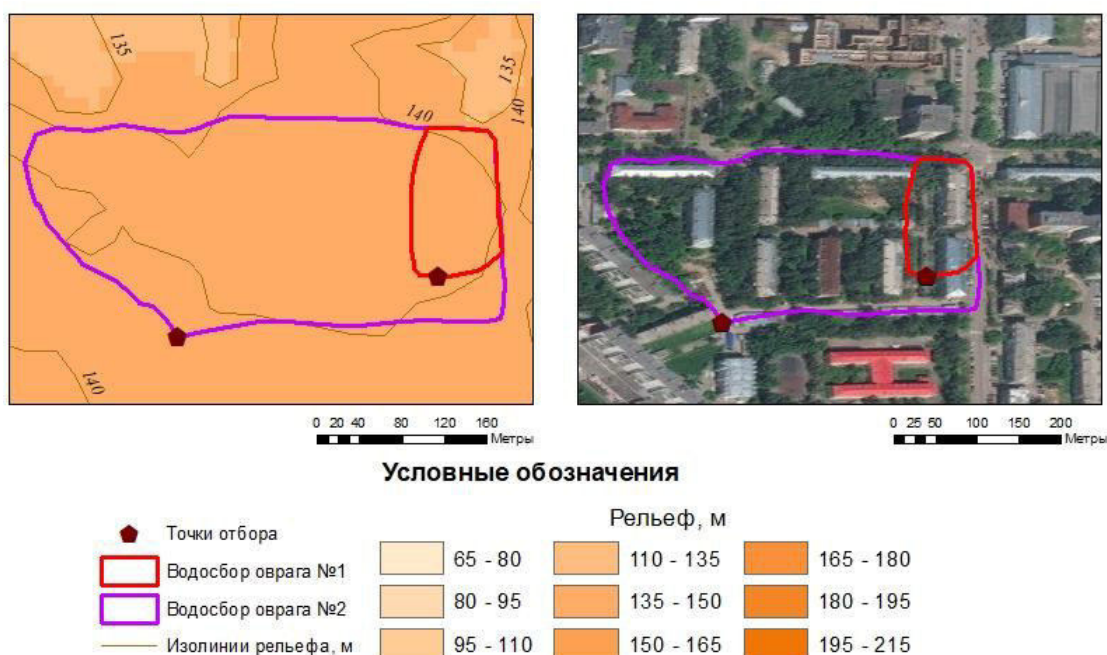 135
135
140
140
140
0 20 40 80 120 160
Метры
0 25 50 100 150 200
Метры
Условные обозначения
Точки отбора
Водосбор оврага №1
Водосбор оврага №2
Изолинии рельефа, м
Рельеф, м
65 - 80
110 - 135
165 - 180
80 - 95
135 - 150
180 - 195
95 - 110
150 - 165
195 - 215